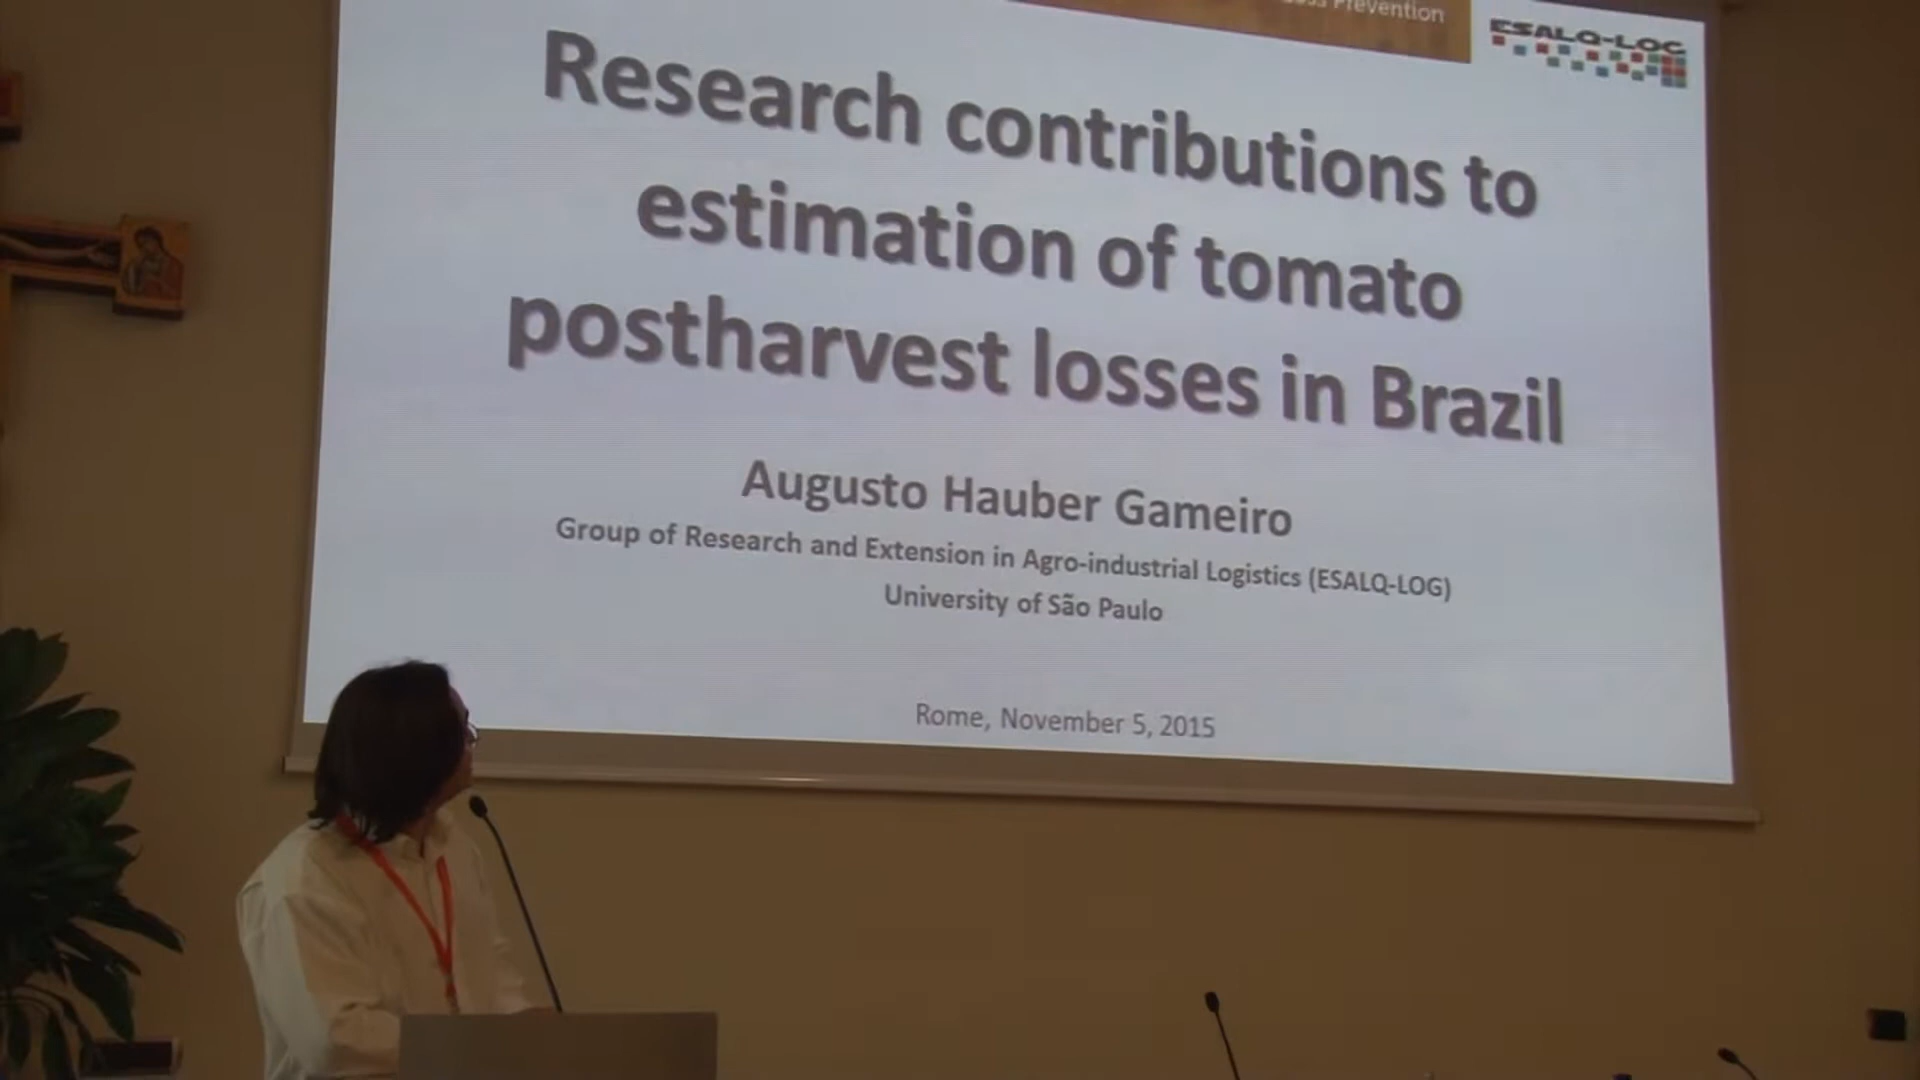 Prevention
ESALQ-LOG
Research contributions to
estimation of tomato
postharvest losses in Brazil
Augusto Hauber Gameiro
Group of Research and Extension in Agro-industrial Logistics (ESALQ-LOG)
University of São Paulo
Rome, November 5, 2015